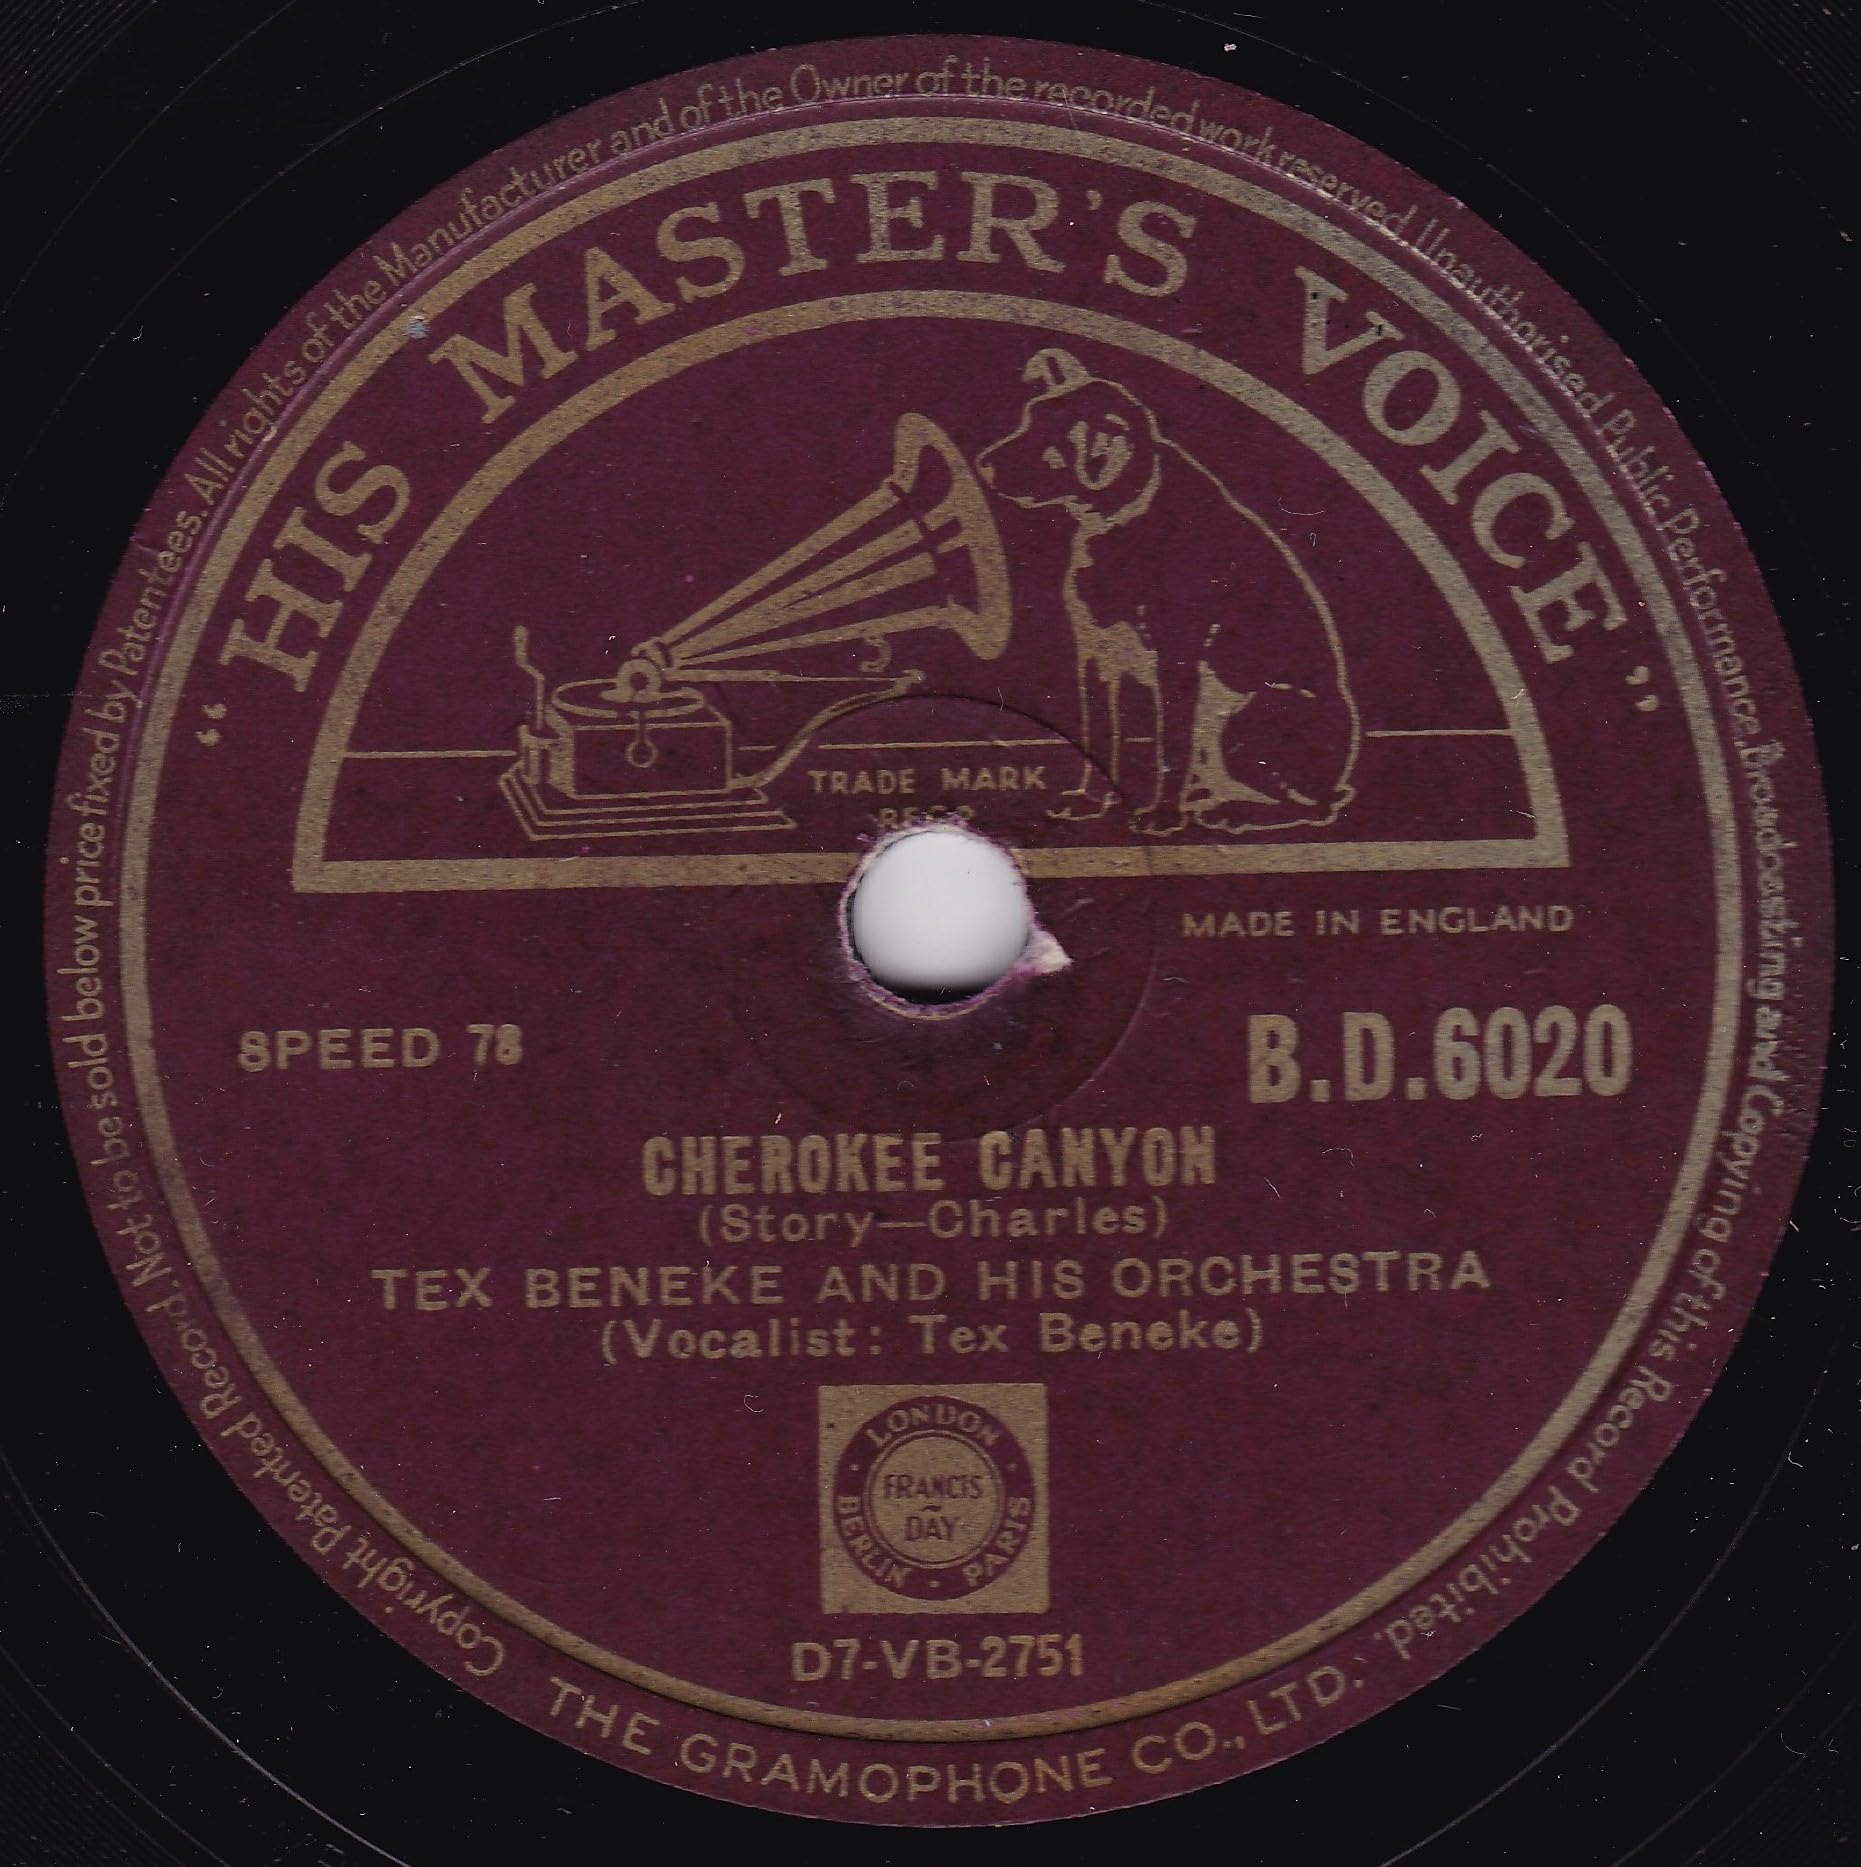 Copyright Patented Record. Not to be sold below price fixed by Patentees. All rights of the Manufacturer and of the Owner of the recorded work reserved. Unauthorised Public Performance, Broadcasting and Copying of this Record Prohibited.
"HIS MASTER'S VOICE"
TRADE MARK
REGD
MADE IN ENGLAND
SPEED 78
B.D.6020
CHEROKEE CANYON
(Story—Charles)
TEX BENEKE AND HIS ORCHESTRA
(Vocalist: Tex Beneke)
LONDON
FRANCIS
~
DAY
BERLIN · PARIS
D7-VB-2751
THE GRAMOPHONE CO., LTD.